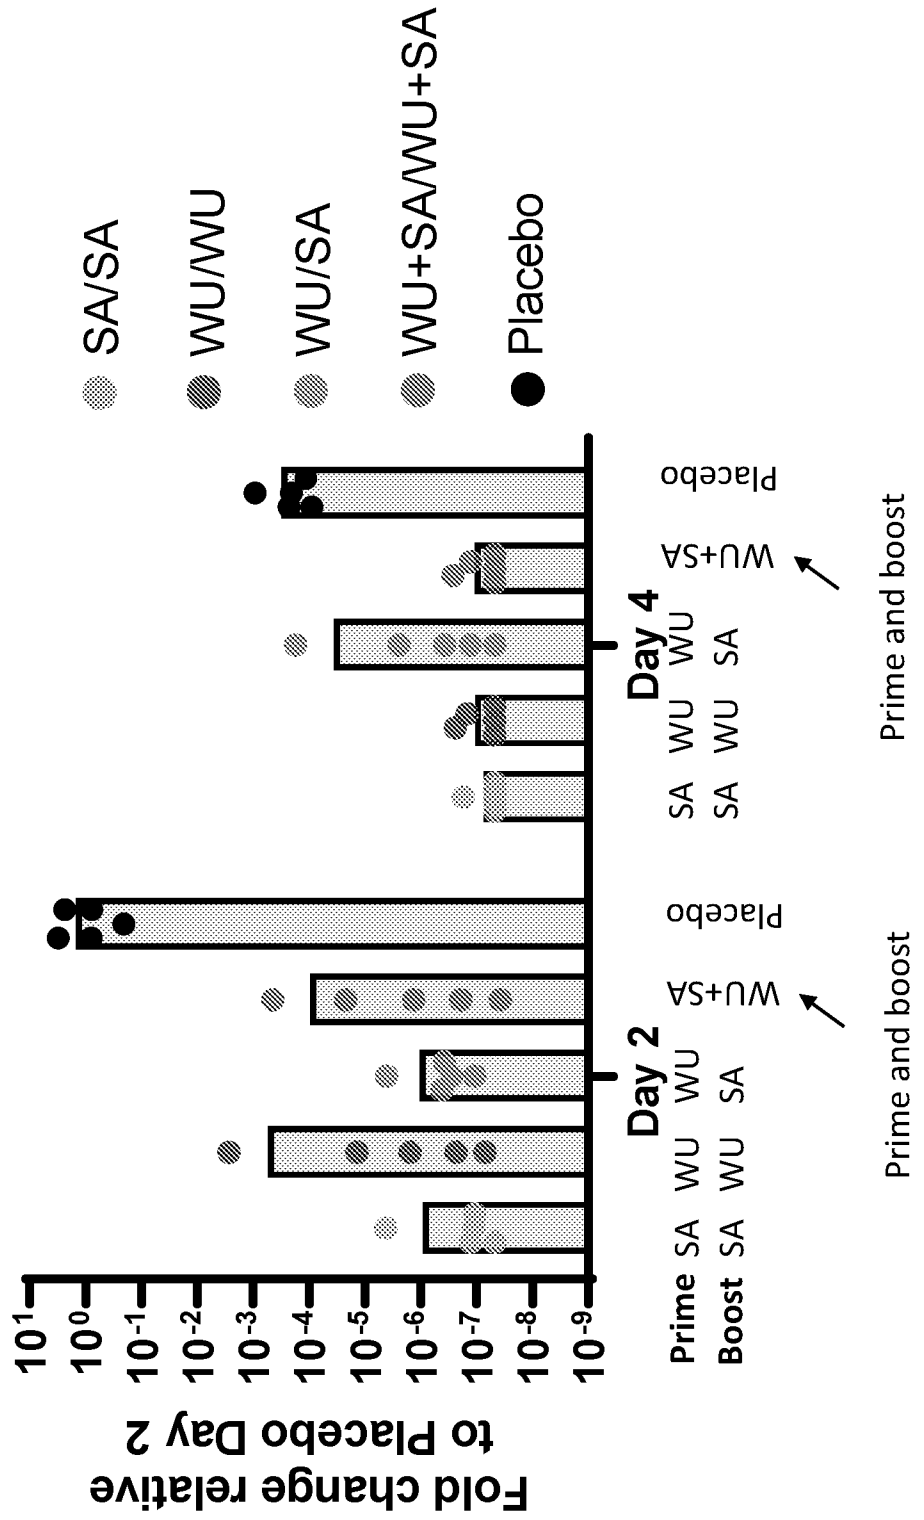 Fold change relative
to Placebo Day 2
10¹
10⁰
10⁻¹
10⁻²
10⁻³
10⁻⁴
10⁻⁵
10⁻⁶
10⁻⁷
10⁻⁸
10⁻⁹
SA/SA
WU/WU
WU/SA
WU+SA/WU+SA
Placebo
Day 2
Day 4
Prime SA WU WU WU+SA Placebo SA WU WU WU+SA Placebo
Boost SA WU SA SA WU SA
Prime and boost
Prime and boost